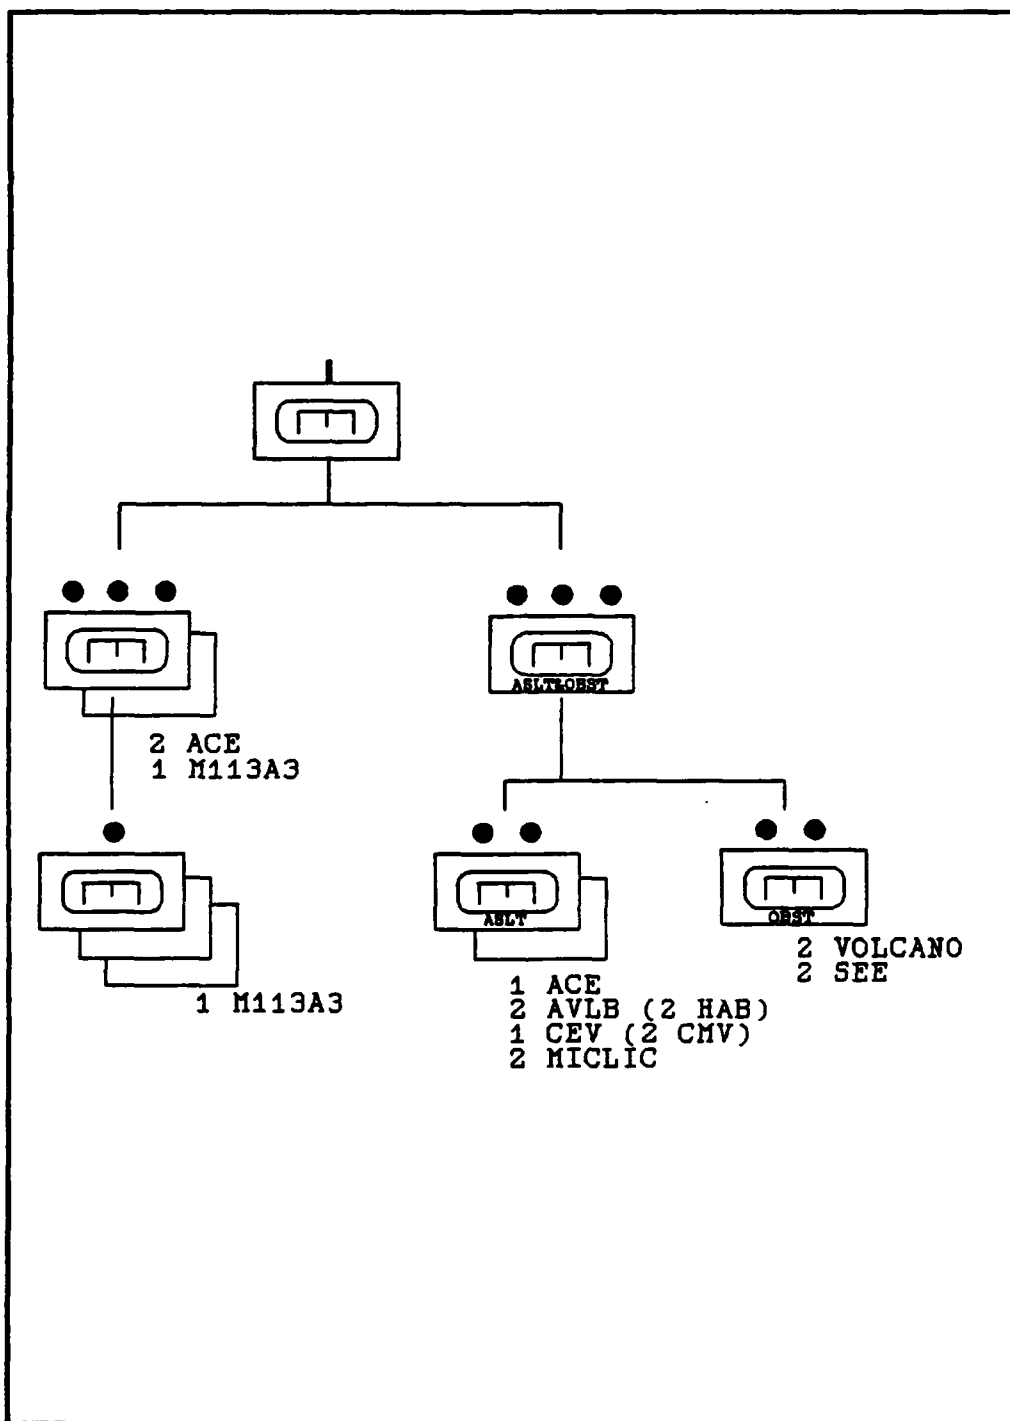 ASLT&OBST
2 ACE
1 M113A3
ASLT
OBST
2 VOLCANO
2 SEE
1 M113A3
1 ACE
2 AVLB (2 HAB)
1 CEV (2 CMV)
2 MICLIC